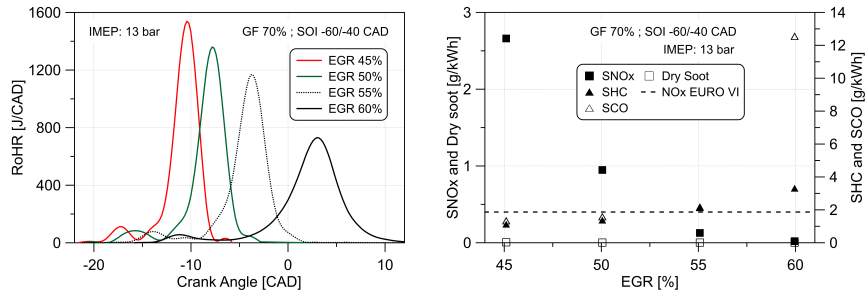 IMEP: 13 bar
GF 70% ; SOI -60/-40 CAD
EGR 45%
EGR 50%
EGR 55%
EGR 60%
RoHR [J/CAD]
1600
1200
800
400
0
-20
-10
0
10
Crank Angle [CAD]
GF 70% ; SOI -60/-40 CAD
IMEP: 13 bar
SNOx
Dry Soot
SHC
NOx EURO VI
SCO
SNOx and Dry soot [g/kWh]
3
2
1
0
SHC and SCO [g/kWh]
14
12
10
8
6
4
2
0
45
50
55
60
EGR [%]